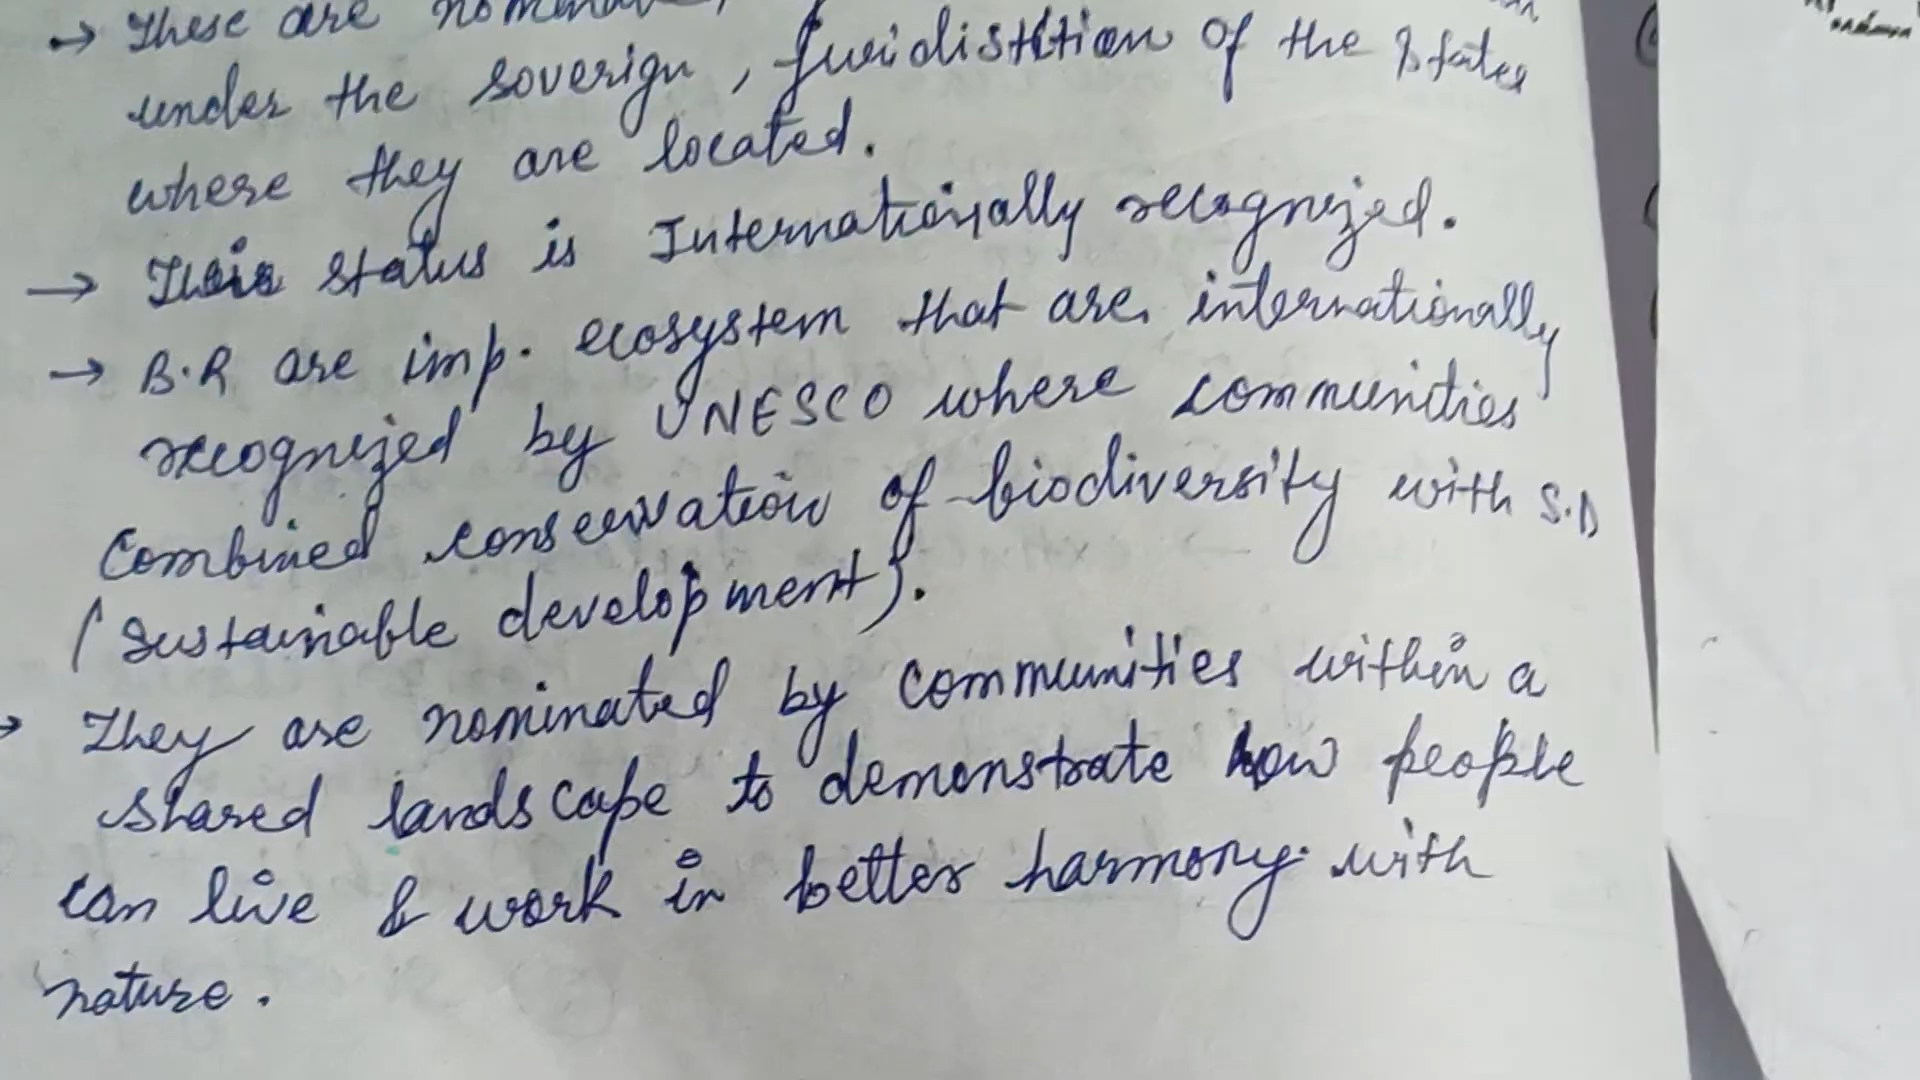 → These are
under the soverign, juridistition of the states
where they are located.
→ Their status is Internationally recognized.
→ B.R are imp. ecosystem that are internationally
recognized by UNESCO where communities
Combined conservation of biodiversity with S.D
(Sustainable development}.
→ They are nominated by communities within a
shared landscape to demonstrate how people
can live & work in better harmony with
nature.